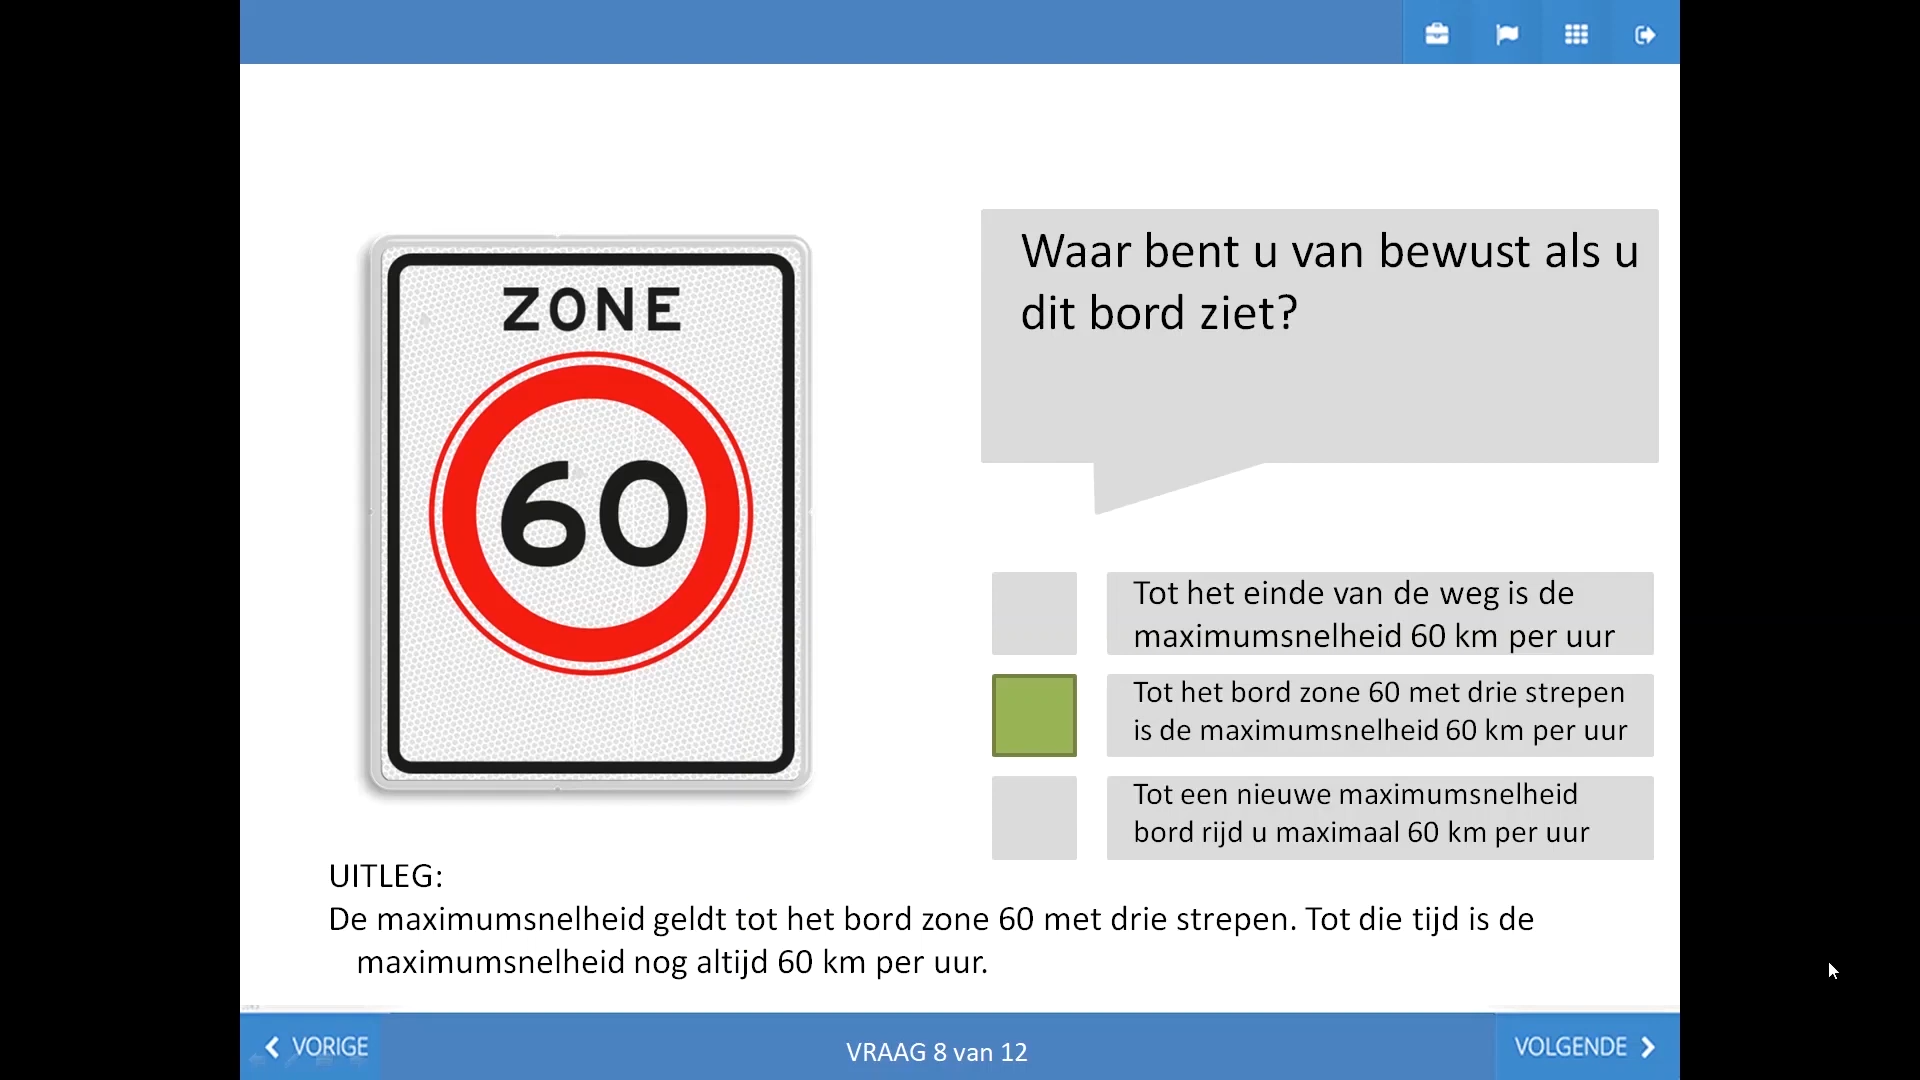 ZONE
60
Waar bent u van bewust als u
dit bord ziet?
Tot het einde van de weg is de
maximumsnelheid 60 km per uur
Tot het bord zone 60 met drie strepen
is de maximumsnelheid 60 km per uur
Tot een nieuwe maximumsnelheid
bord rijd u maximaal 60 km per uur
UITLEG:
De maximumsnelheid geldt tot het bord zone 60 met drie strepen. Tot die tijd is de
maximumsnelheid nog altijd 60 km per uur.
VORIGE
VRAAG 8 van 12
VOLGENDE